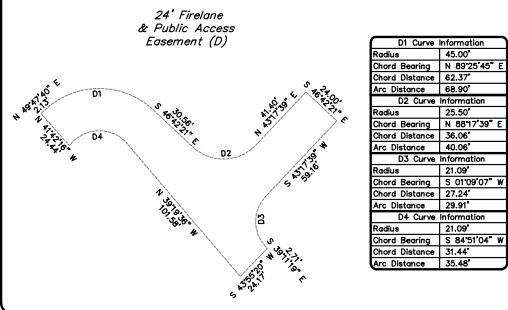 24' Firelane
& Public Access
Easement (D)
N 49°47'40" E
2.13'
D1
30.56'
S 46°42'21" E
D2
41.40'
N 43°17'39" E
24.00'
S 46°42'21" E
S 43°17'39" W
59.16'
D3
2.71'
S 39°11'19" E
S 43°55'20" W
24.17'
N 39°19'36" W
101.58'
D4
N 41°42'16" W
24.44'
D1 Curve Information
Radius 45.00'
Chord Bearing N 89°25'45" E
Chord Distance 62.37'
Arc Distance 68.90'
D2 Curve Information
Radius 25.50'
Chord Bearing N 88°17'39" E
Chord Distance 36.06'
Arc Distance 40.06'
D3 Curve Information
Radius 21.09'
Chord Bearing S 01°09'07" W
Chord Distance 27.24'
Arc Distance 29.91'
D4 Curve Information
Radius 21.09'
Chord Bearing S 84°51'04" W
Chord Distance 31.44'
Arc Distance 35.48'